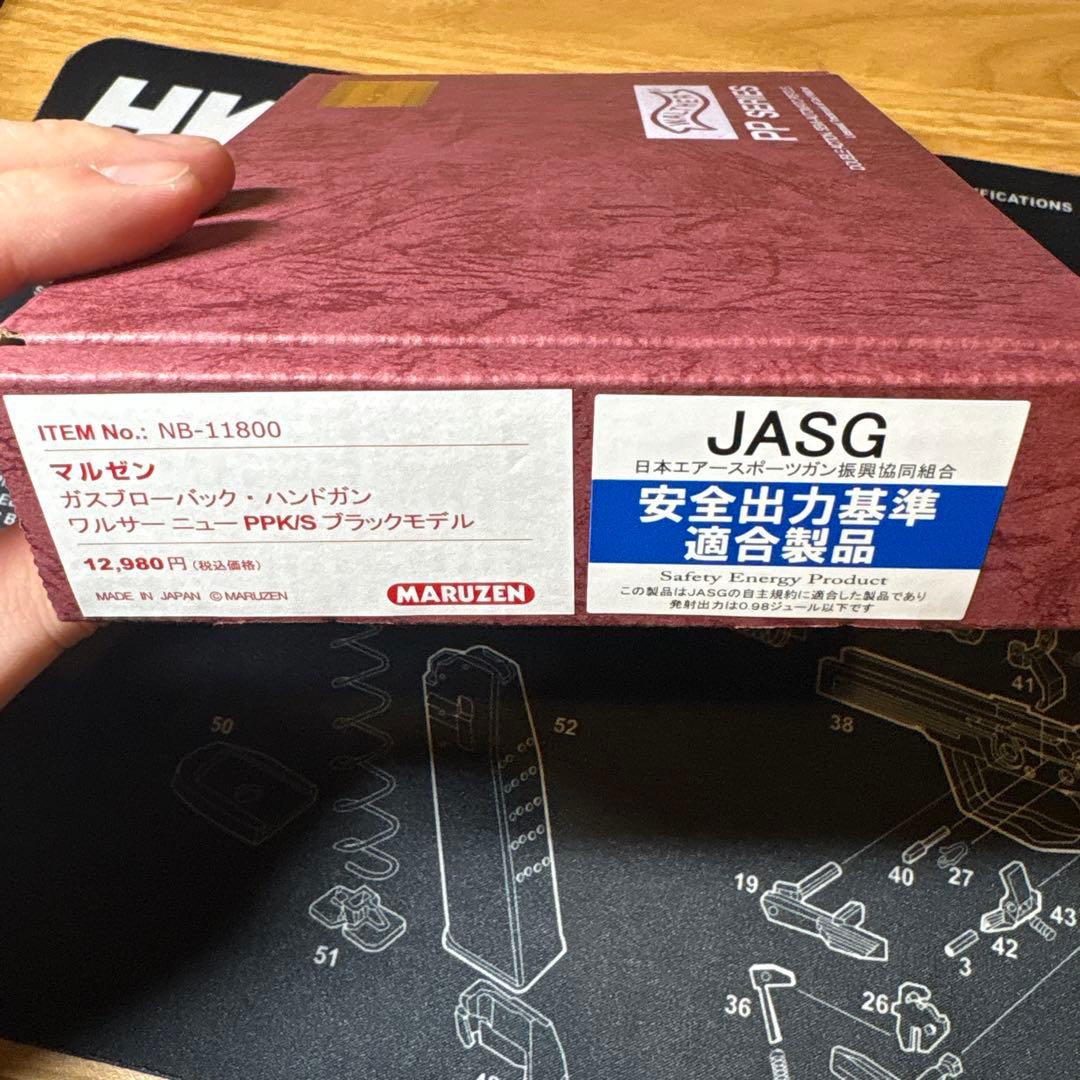 HK
PP SERIES
FICATIONS
ITEM No.: NB-11800
マルゼン
ガスブローバック・ハンドガン
ワルサー ニュー PPK/S ブラックモデル
12,980円 (税込価格)
MADE IN JAPAN ©MARUZEN
MARUZEN
JASG
日本エアースポーツガン振興協同組合
安全出力基準
適合製品
Safety Energy Product
この製品はJASGの自主規約に適合した製品であり
発射出力は0.98ジュール以下です
50
52
41
38
51
19
40
27
43
42
3
36
26